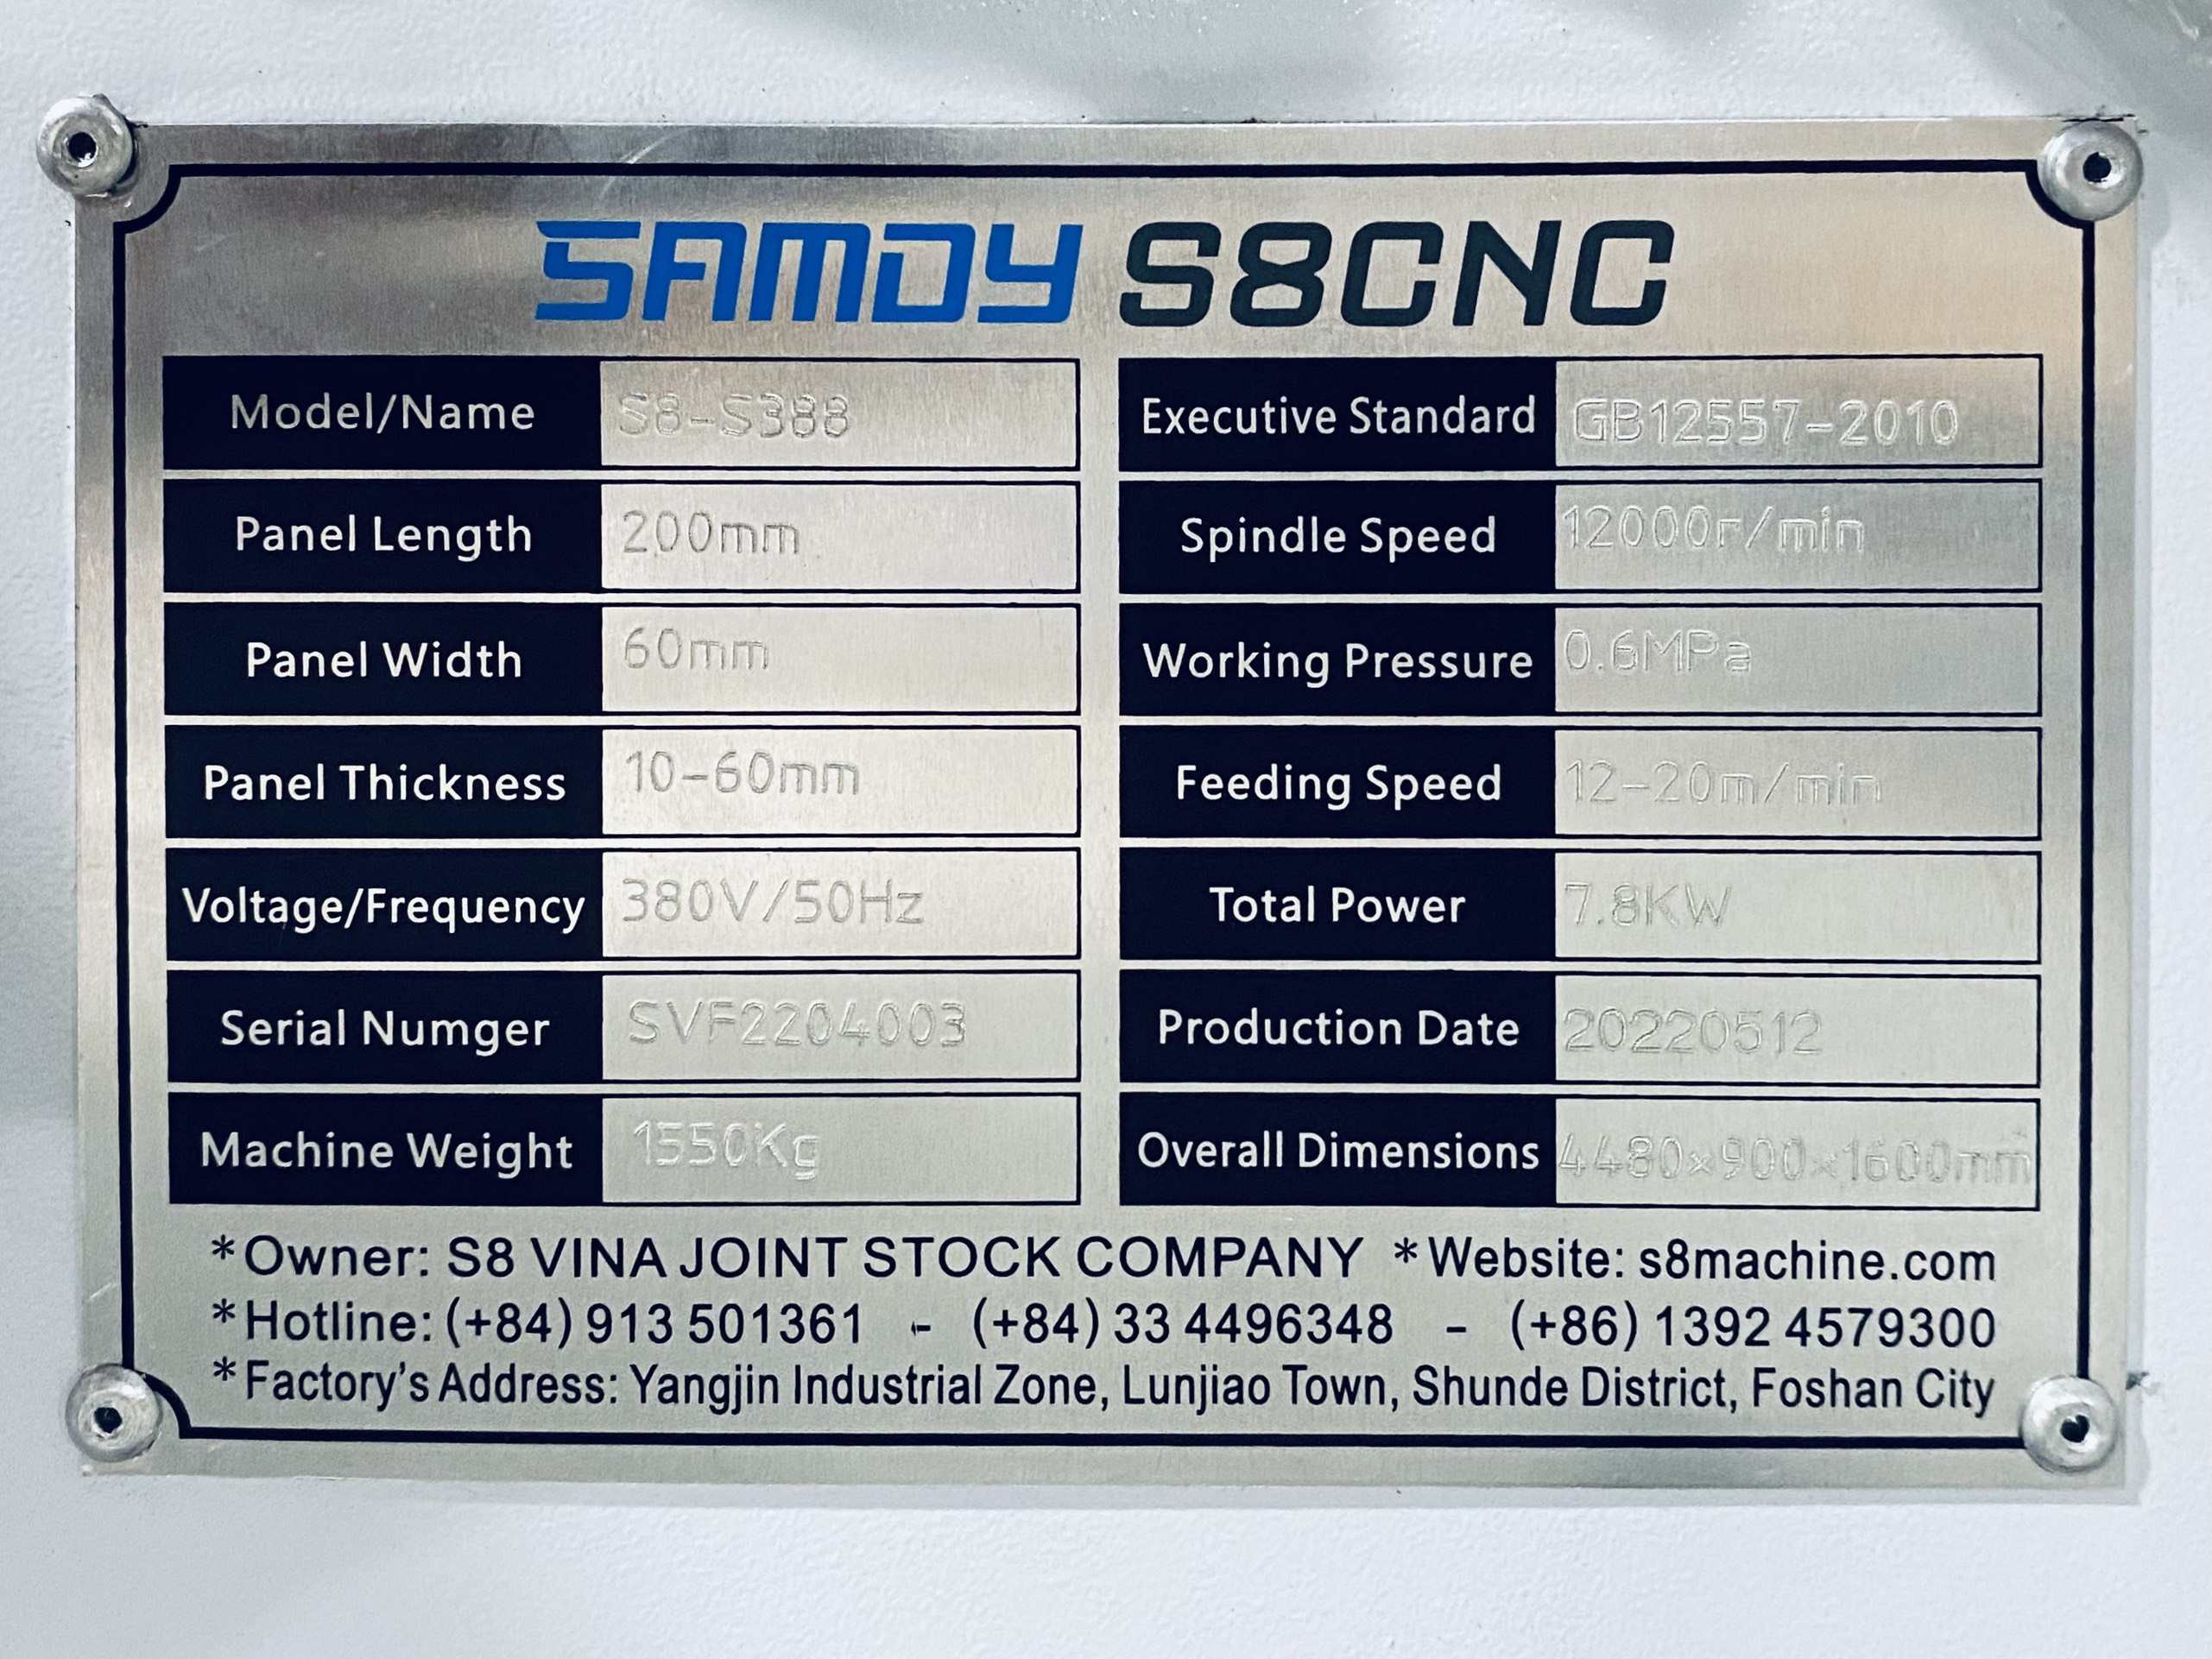 SAMDY S8CNC
Model/Name S8-S388 Executive Standard GB12557-2010
Panel Length 200mm Spindle Speed 12000r/min
Panel Width 60mm Working Pressure 0.6MPa
Panel Thickness 10-60mm Feeding Speed 12-20m/min
Voltage/Frequency 380V/50Hz Total Power 7.8KW
Serial Numger SVF2204003 Production Date 20220512
Machine Weight 1550Kg Overall Dimensions 4480×900×1600mm
*Owner: S8 VINA JOINT STOCK COMPANY *Website: s8machine.com
*Hotline: (+84) 913 501361 - (+84) 33 4496348 - (+86) 1392 4579300
*Factory's Address: Yangjin Industrial Zone, Lunjiao Town, Shunde District, Foshan City